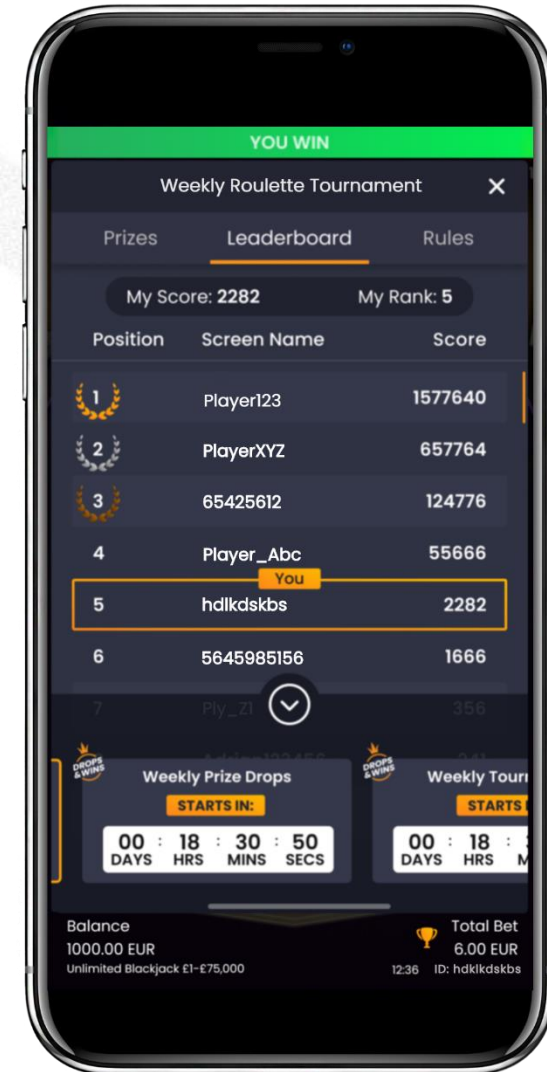 YOU WIN
Weekly Roulette Tournament
Prizes Leaderboard Rules
My Score: 2282 My Rank: 5
Position Screen Name Score
1 Player123 1577640
2 PlayerXYZ 657764
3 65425612 124776
4 Player_Abc 55666
You
5 hdlkdskbs 2282
6 5645985156 1666
7 Ply_Z1 356
DROPS & WINS
Weekly Prize Drops
STARTS IN:
00 : 18 : 30 : 50
DAYS HRS MINS SECS
DROPS & WINS
Weekly Tour
STARTS
00 : 18 :
DAYS HRS M
Balance
1000.00 EUR
Unlimited Blackjack £1-£75,000
Total Bet
6.00 EUR
12:36 ID: hdklkdskbs